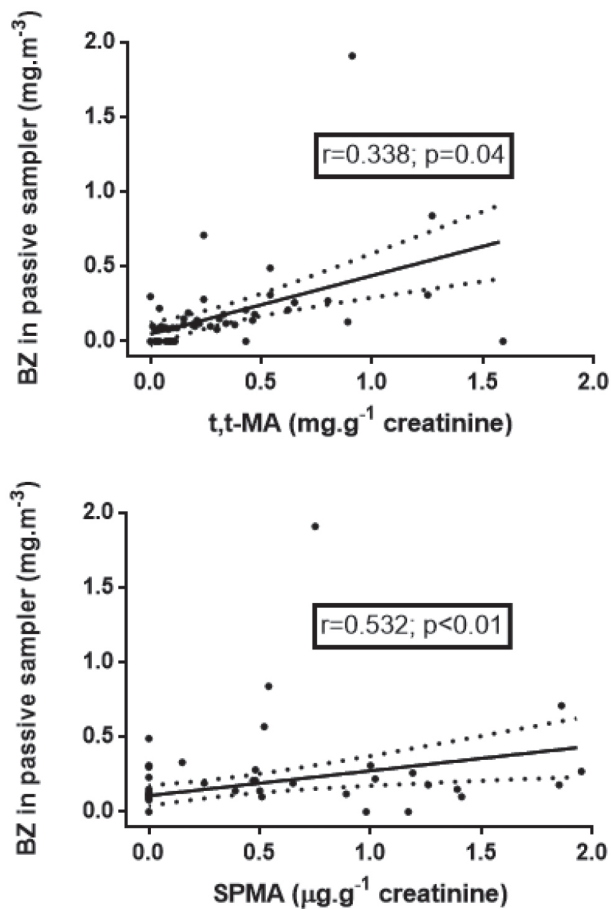 BZ in passive sampler (mg.m-3)
2.0
1.5
1.0
0.5
0.0
r=0.338; p=0.04
0.0 0.5 1.0 1.5 2.0
t,t-MA (mg.g-1 creatinine)
BZ in passive sampler (mg.m-3)
2.0
1.5
1.0
0.5
0.0
r=0.532; p<0.01
0.0 0.5 1.0 1.5 2.0
SPMA (μg.g-1 creatinine)